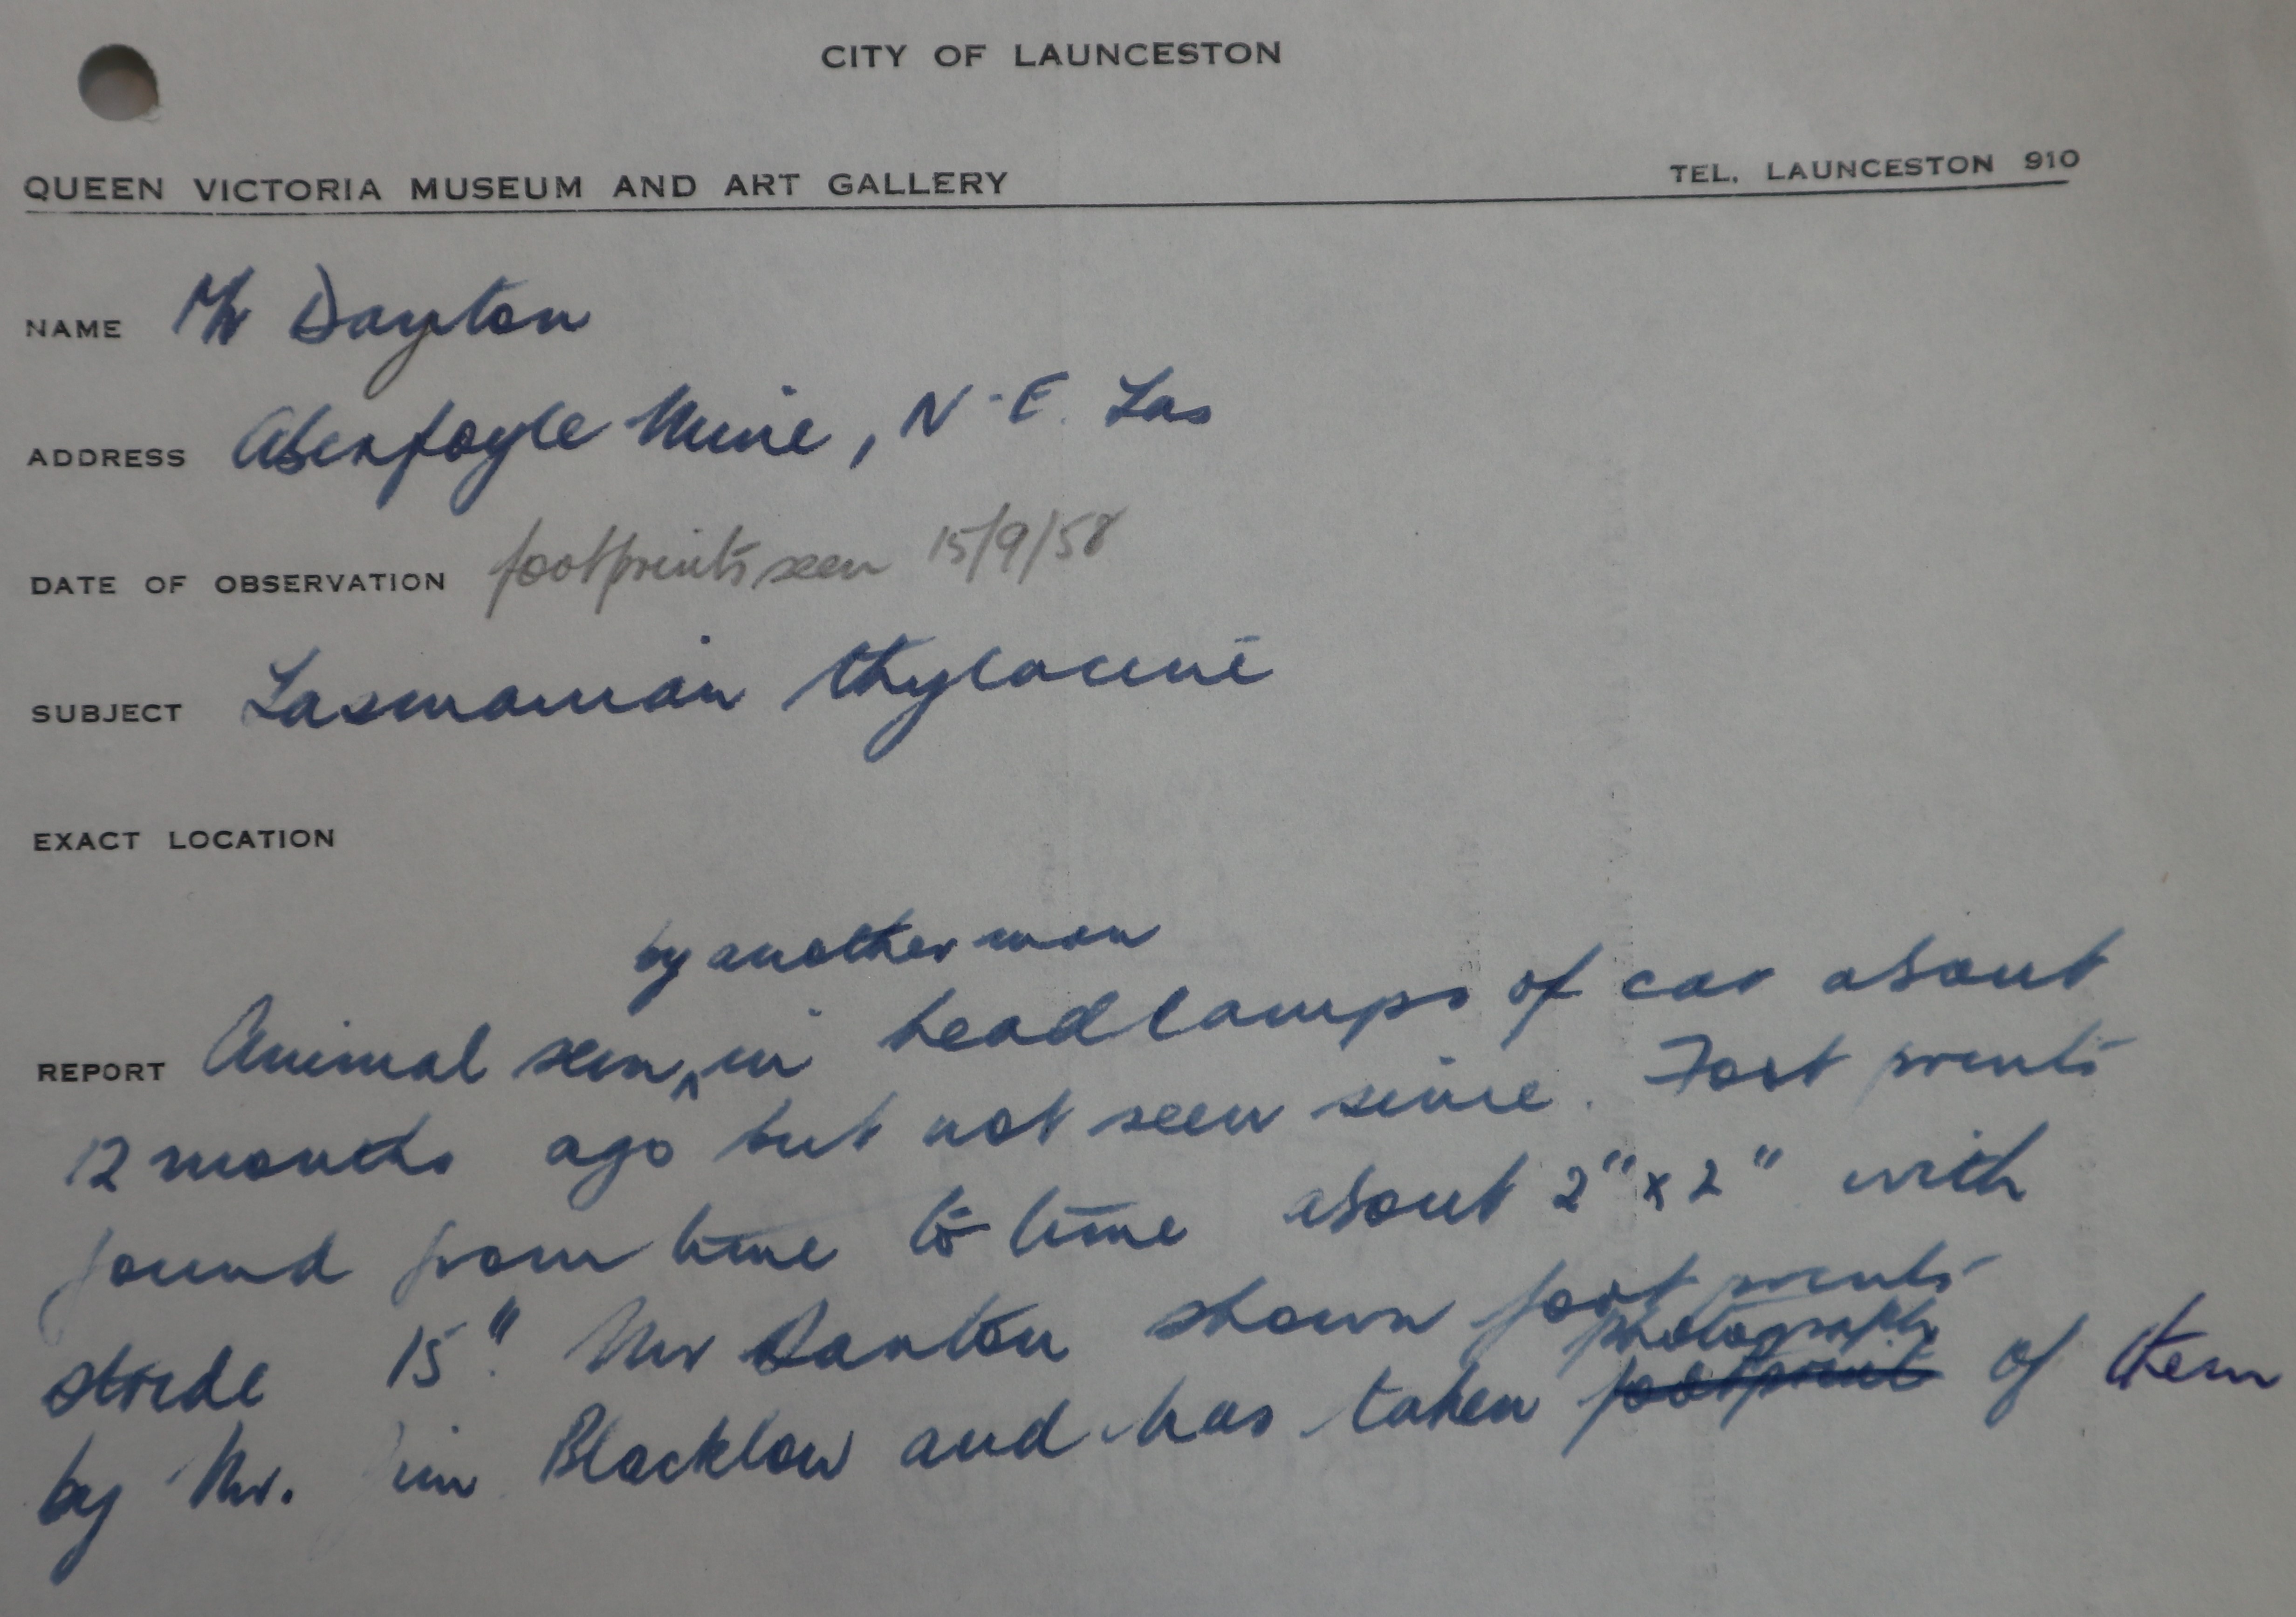 CITY OF LAUNCESTON
QUEEN VICTORIA MUSEUM AND ART GALLERY TEL. LAUNCESTON 910
NAME Mr Dayton
ADDRESS Aberfoyle Mine, N-E. Tas
DATE OF OBSERVATION footprints seen 15/9/58
SUBJECT Tasmanian thylacine
EXACT LOCATION
by another man
REPORT Animal seen in headlamps of car about
12 months ago but not seen since. Foot prints
found from time to time about 2" x 2" with
stride 15". Mr shown foot prints
photograph
by Mr. Jim Blacklow and has taken footprint of them